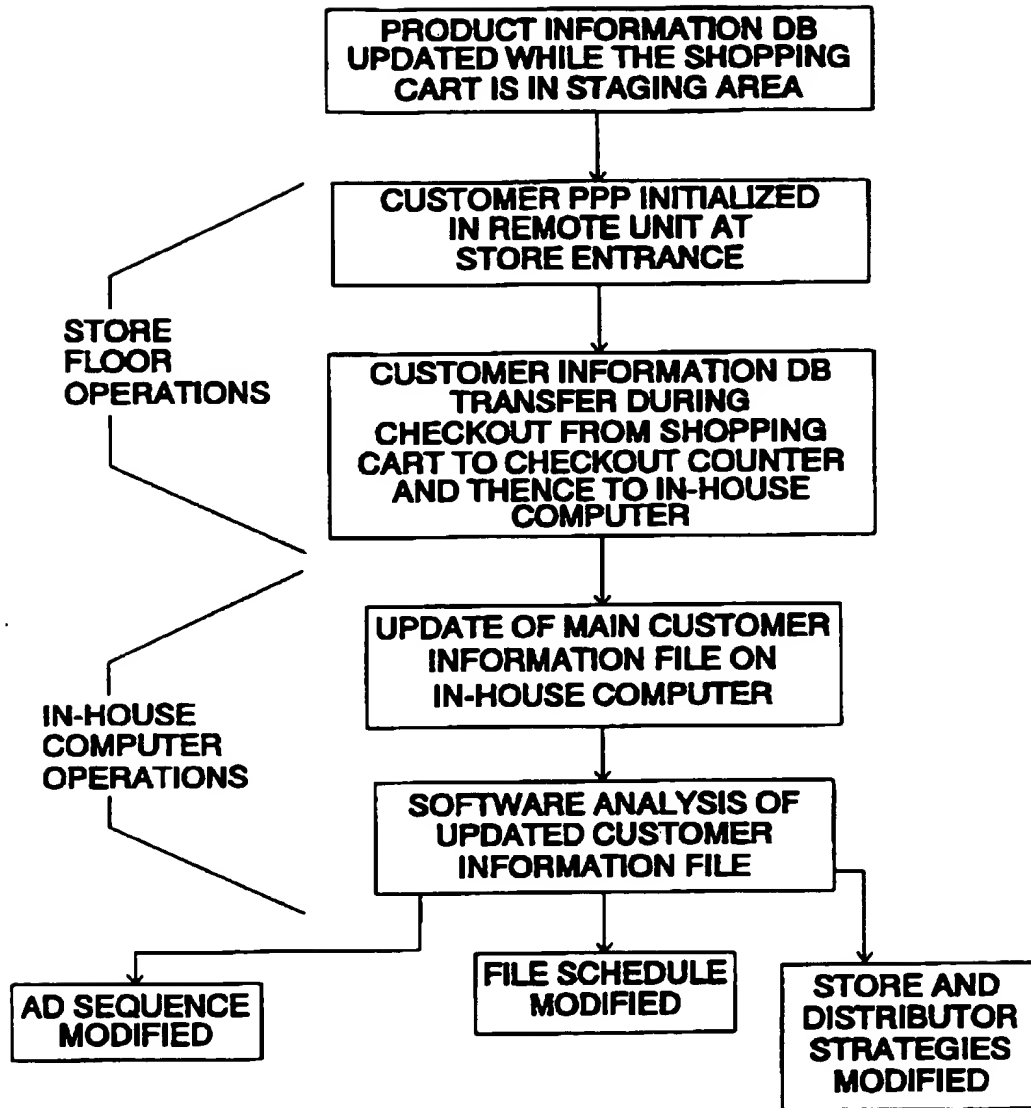 PRODUCT INFORMATION DB
UPDATED WHILE THE SHOPPING
CART IS IN STAGING AREA
CUSTOMER PPP INITIALIZED
IN REMOTE UNIT AT
STORE ENTRANCE
STORE
FLOOR
OPERATIONS
CUSTOMER INFORMATION DB
TRANSFER DURING
CHECKOUT FROM SHOPPING
CART TO CHECKOUT COUNTER
AND THENCE TO IN-HOUSE
COMPUTER
UPDATE OF MAIN CUSTOMER
INFORMATION FILE ON
IN-HOUSE COMPUTER
IN-HOUSE
COMPUTER
OPERATIONS
SOFTWARE ANALYSIS OF
UPDATED CUSTOMER
INFORMATION FILE
AD SEQUENCE
MODIFIED
FILE SCHEDULE
MODIFIED
STORE AND
DISTRIBUTOR
STRATEGIES
MODIFIED